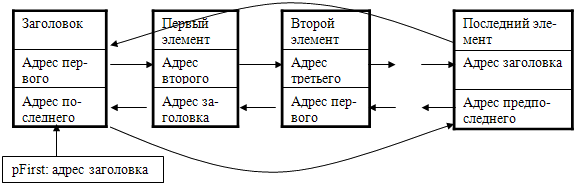 Заголовок
Адрес пер-
вого
Адрес по-
следнего
Первый
элемент
Адрес
второго
Адрес за-
головка
Второй
элемент
Адрес
третьего
Адрес пер-
вого
Последний эле-
мент
Адрес заголовка
Адрес предпо-
следнего
pFirst: адрес заголовка